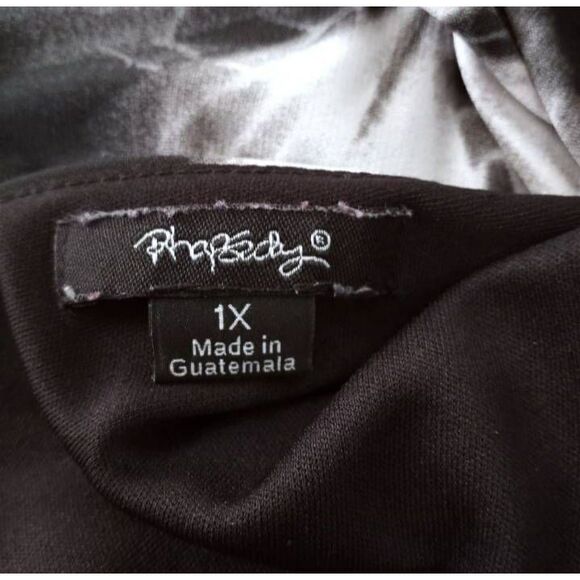 Rhapsody®
1X
Made in
Guatemala